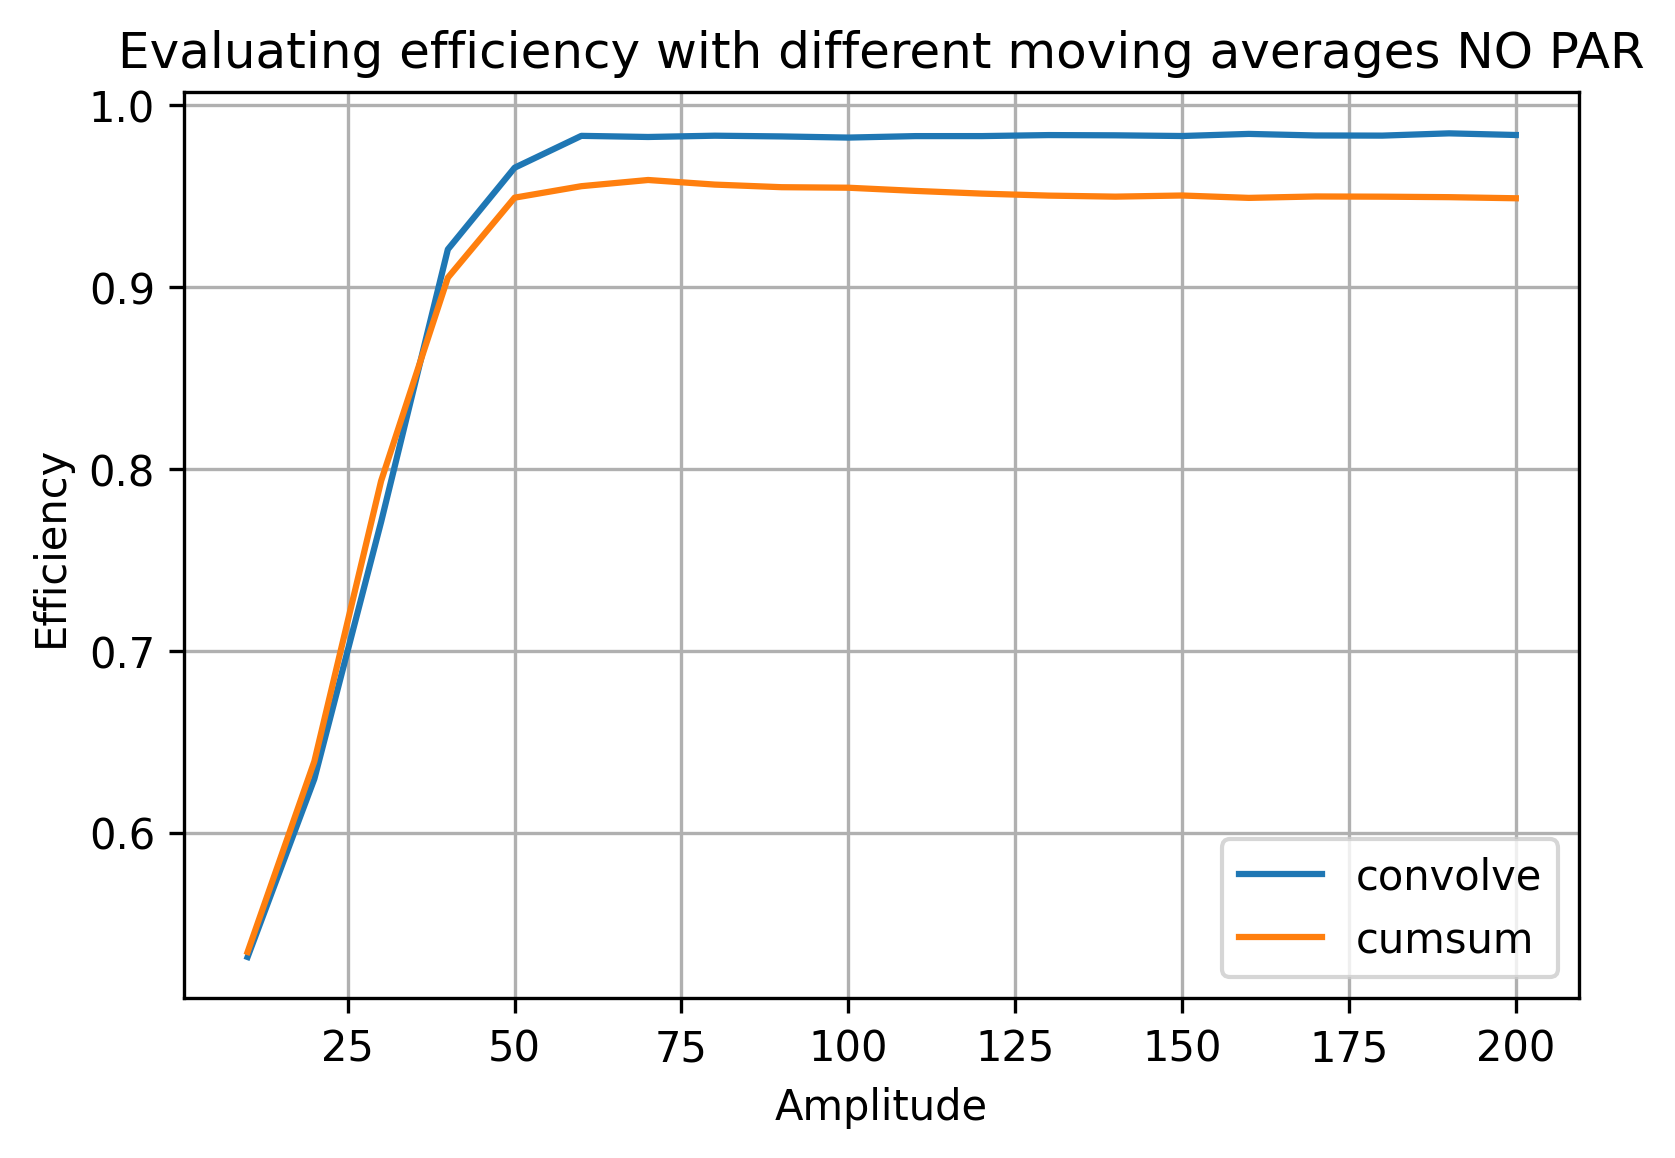 Evaluating efficiency with different moving averages NO PAR
1.0
0.9
0.8
0.7
0.6
Efficiency
convolve
cumsum
25 50 75 100 125 150 175 200
Amplitude